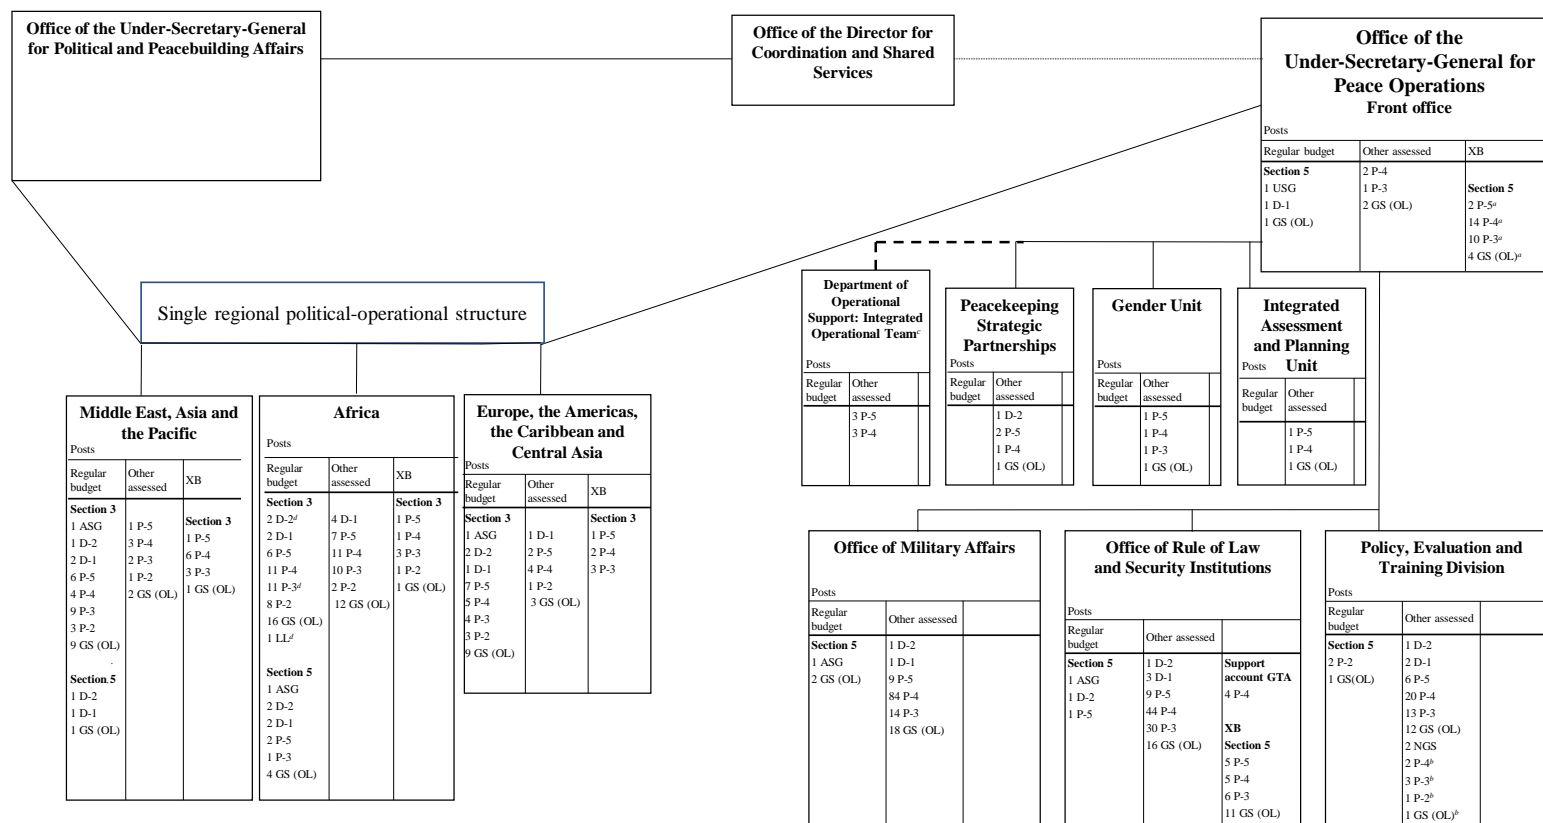 Office of the Under-Secretary-General
for Political and Peacebuilding Affairs
Office of the Director for
Coordination and Shared
Services
Office of the
Under-Secretary-General for
Peace Operations
Front office
Posts
Regular budget
Other assessed
XB
Section 5
1 USG
1 D-1
1 GS (OL)
2 P-4
1 P-3
2 GS (OL)
Section 5
2 P-5a
14 P-4a
10 P-3a
4 GS (OL)a
Single regional political-operational structure
Department of
Operational
Support: Integrated
Operational Teamc
Posts
Regular
budget
Other
assessed
3 P-5
3 P-4
Peacekeeping
Strategic
Partnerships
Posts
Regular
budget
Other
assessed
1 D-2
2 P-5
1 P-4
1 GS (OL)
Gender Unit
Posts
Regular
budget
Other
assessed
1 P-5
1 P-4
1 P-3
1 GS (OL)
Integrated
Assessment
and Planning
Unit
Posts
Regular
budget
Other
assessed
1 P-5
1 P-4
1 GS (OL)
Middle East, Asia and
the Pacific
Posts
Regular
budget
Other
assessed
XB
Section 3
1 ASG
1 D-2
2 D-1
6 P-5
4 P-4
9 P-3
3 P-2
9 GS (OL)
.
Section 5
1 D-2
1 D-1
1 GS (OL)
1 P-5
3 P-4
2 P-3
1 P-2
2 GS (OL)
Section 3
1 P-5
6 P-4
3 P-3
1 GS (OL)
Africa
Posts
Regular
budget
Other
assessed
XB
Section 3
2 D-2d
2 D-1
6 P-5
11 P-4
11 P-3d
8 P-2
16 GS (OL)
1 LLd
Section 5
1 ASG
2 D-2
2 D-1
2 P-5
1 P-3
4 GS (OL)
4 D-1
7 P-5
11 P-4
10 P-3
2 P-2
12 GS (OL)
Section 3
1 P-5
1 P-4
3 P-3
1 P-2
1 GS (OL)
Europe, the Americas,
the Caribbean and
Central Asia
Posts
Regular
budget
Other
assessed
XB
Section 3
1 ASG
2 D-2
1 D-1
7 P-5
5 P-4
4 P-3
3 P-2
9 GS (OL)
1 D-1
2 P-5
4 P-4
1 P-2
3 GS (OL)
Section 3
1 P-5
2 P-4
3 P-3
Office of Military Affairs
Posts
Regular
budget
Other assessed
Section 5
1 ASG
2 GS (OL)
1 D-2
1 D-1
9 P-5
84 P-4
14 P-3
18 GS (OL)
Office of Rule of Law
and Security Institutions
Posts
Regular
budget
Other assessed
Section 5
1 ASG
1 D-2
1 P-5
1 D-2
3 D-1
9 P-5
44 P-4
30 P-3
16 GS (OL)
Support
account GTA
4 P-4
XB
Section 5
5 P-5
5 P-4
6 P-3
11 GS (OL)
Policy, Evaluation and
Training Division
Posts
Regular
budget
Other assessed
Section 5
2 P-2
1 GS(OL)
1 D-2
2 D-1
6 P-5
20 P-4
13 P-3
12 GS (OL)
2 NGS
2 P-4b
3 P-3b
1 P-2b
1 GS (OL)b